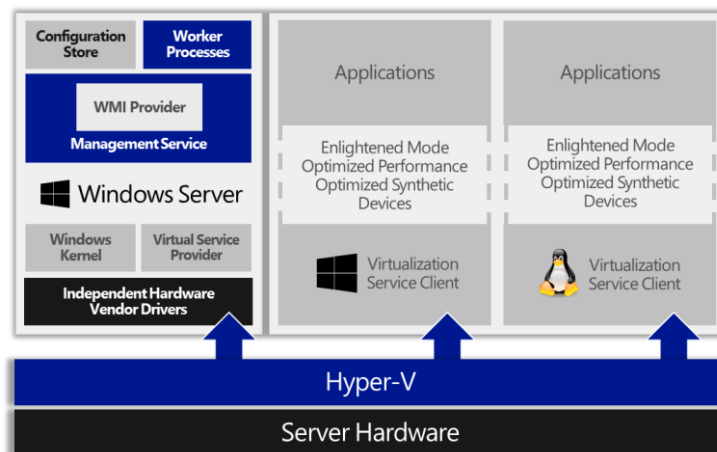 Configuration
Store
Worker
Processes
WMI Provider
Management Service
Windows Server
Windows
Kernel
Virtual Service
Provider
Independent Hardware
Vendor Drivers
Applications
Enlightened Mode
Optimized Performance
Optimized Synthetic
Devices
Virtualization
Service Client
Applications
Enlightened Mode
Optimized Performance
Optimized Synthetic
Devices
Virtualization
Service Client
Hyper-V
Server Hardware